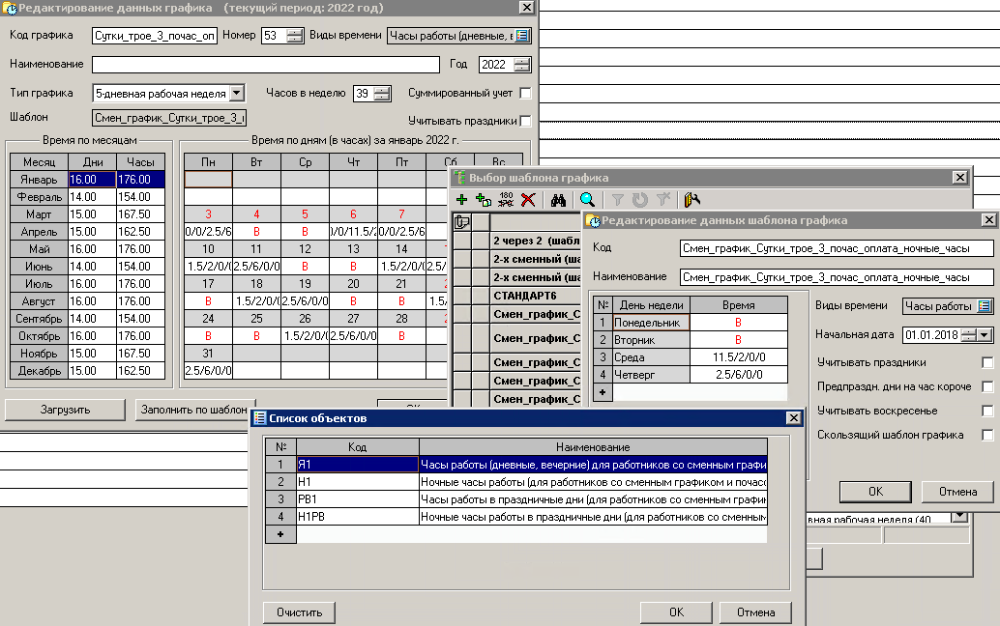 Редактирование данных графика (текущий период: 2022 год)
Код графика Сутки_трое_3_почас_оп Номер 53 Виды времени Часы работы (дневные, в
Наименование Год 2022
Тип графика 5-дневная рабочая неделя Часов в неделю 39 Суммированный учет
Шаблон Смен_график_Сутки_трое_3_
Учитывать праздники
Время по месяцам
Месяц Дни Часы
Январь 16.00 176.00
Февраль 14.00 154.00
Март 15.00 167.50
Апрель 15.00 162.50
Май 16.00 176.00
Июнь 14.00 154.00
Июль 16.00 176.00
Август 16.00 176.00
Сентябрь 14.00 154.00
Октябрь 16.00 176.00
Ноябрь 15.00 167.50
Декабрь 15.00 162.50
Время по дням (в часах) за январь 2022 г.
Пн Вт Ср Чт Пт Сб Вс
3 4 5 6 7
0/0/2.5/6 В В 0/0/11.5/2 0/0/2.5/6
10 11 12 13 14
1.5/2/0/0 2.5/6/0/0 В В 1.5/2/0/0 2.5/
17 18 19 20 21
В 1.5/2/0/0 2.5/6/0/0 В В 1.5/
24 25 26 27 28
В В 1.5/2/0/0 2.5/6/0/0 В
31
2.5/6/0/0
Загрузить Заполнить по шаблон
Выбор шаблона графика
180
2 через 2 (шабл
2-х сменный (ша
2-х сменный (ша
СТАНДАРТ6
Смен_график_С
Смен_график_С
Смен_график_С
Смен_график_С
Смен_график_С
Редактирование данных шаблона графика
Код Смен_график_Сутки_трое_3_почас_оплата_ночные_часы
Наименование Смен_график_Сутки_трое_3_почас_оплата_ночные_часы
№ День недели Время
1 Понедельник В
2 Вторник В
3 Среда 11.5/2/0/0
4 Четверг 2.5/6/0/0
+
Виды времени Часы работы
Начальная дата 01.01.2018
Учитывать праздники
Предпраздн. дни на час короче
Учитывать воскресенье
Скользящий шаблон графика
OK Отмена
вная рабочая неделя (40
Список объектов
№ Код Наименование
1 Я1 Часы работы (дневные, вечерние) для работников со сменным графи
2 Н1 Ночные часы работы (для работников со сменным графиком и почасо
3 РВ1 Часы работы в праздничные дни (для работников со сменным график
4 Н1РВ Ночные часы работы в праздничные дни (для работников со сменным
+
Очистить OK Отмена